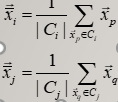 $\vec{\bar{x}}_i = \frac{1}{|C_i|} \sum_{\vec{x}_p \in C_i} \vec{x}_p$
$\vec{\bar{x}}_j = \frac{1}{|C_j|} \sum_{\vec{x}_q \in C_j} \vec{x}_q$